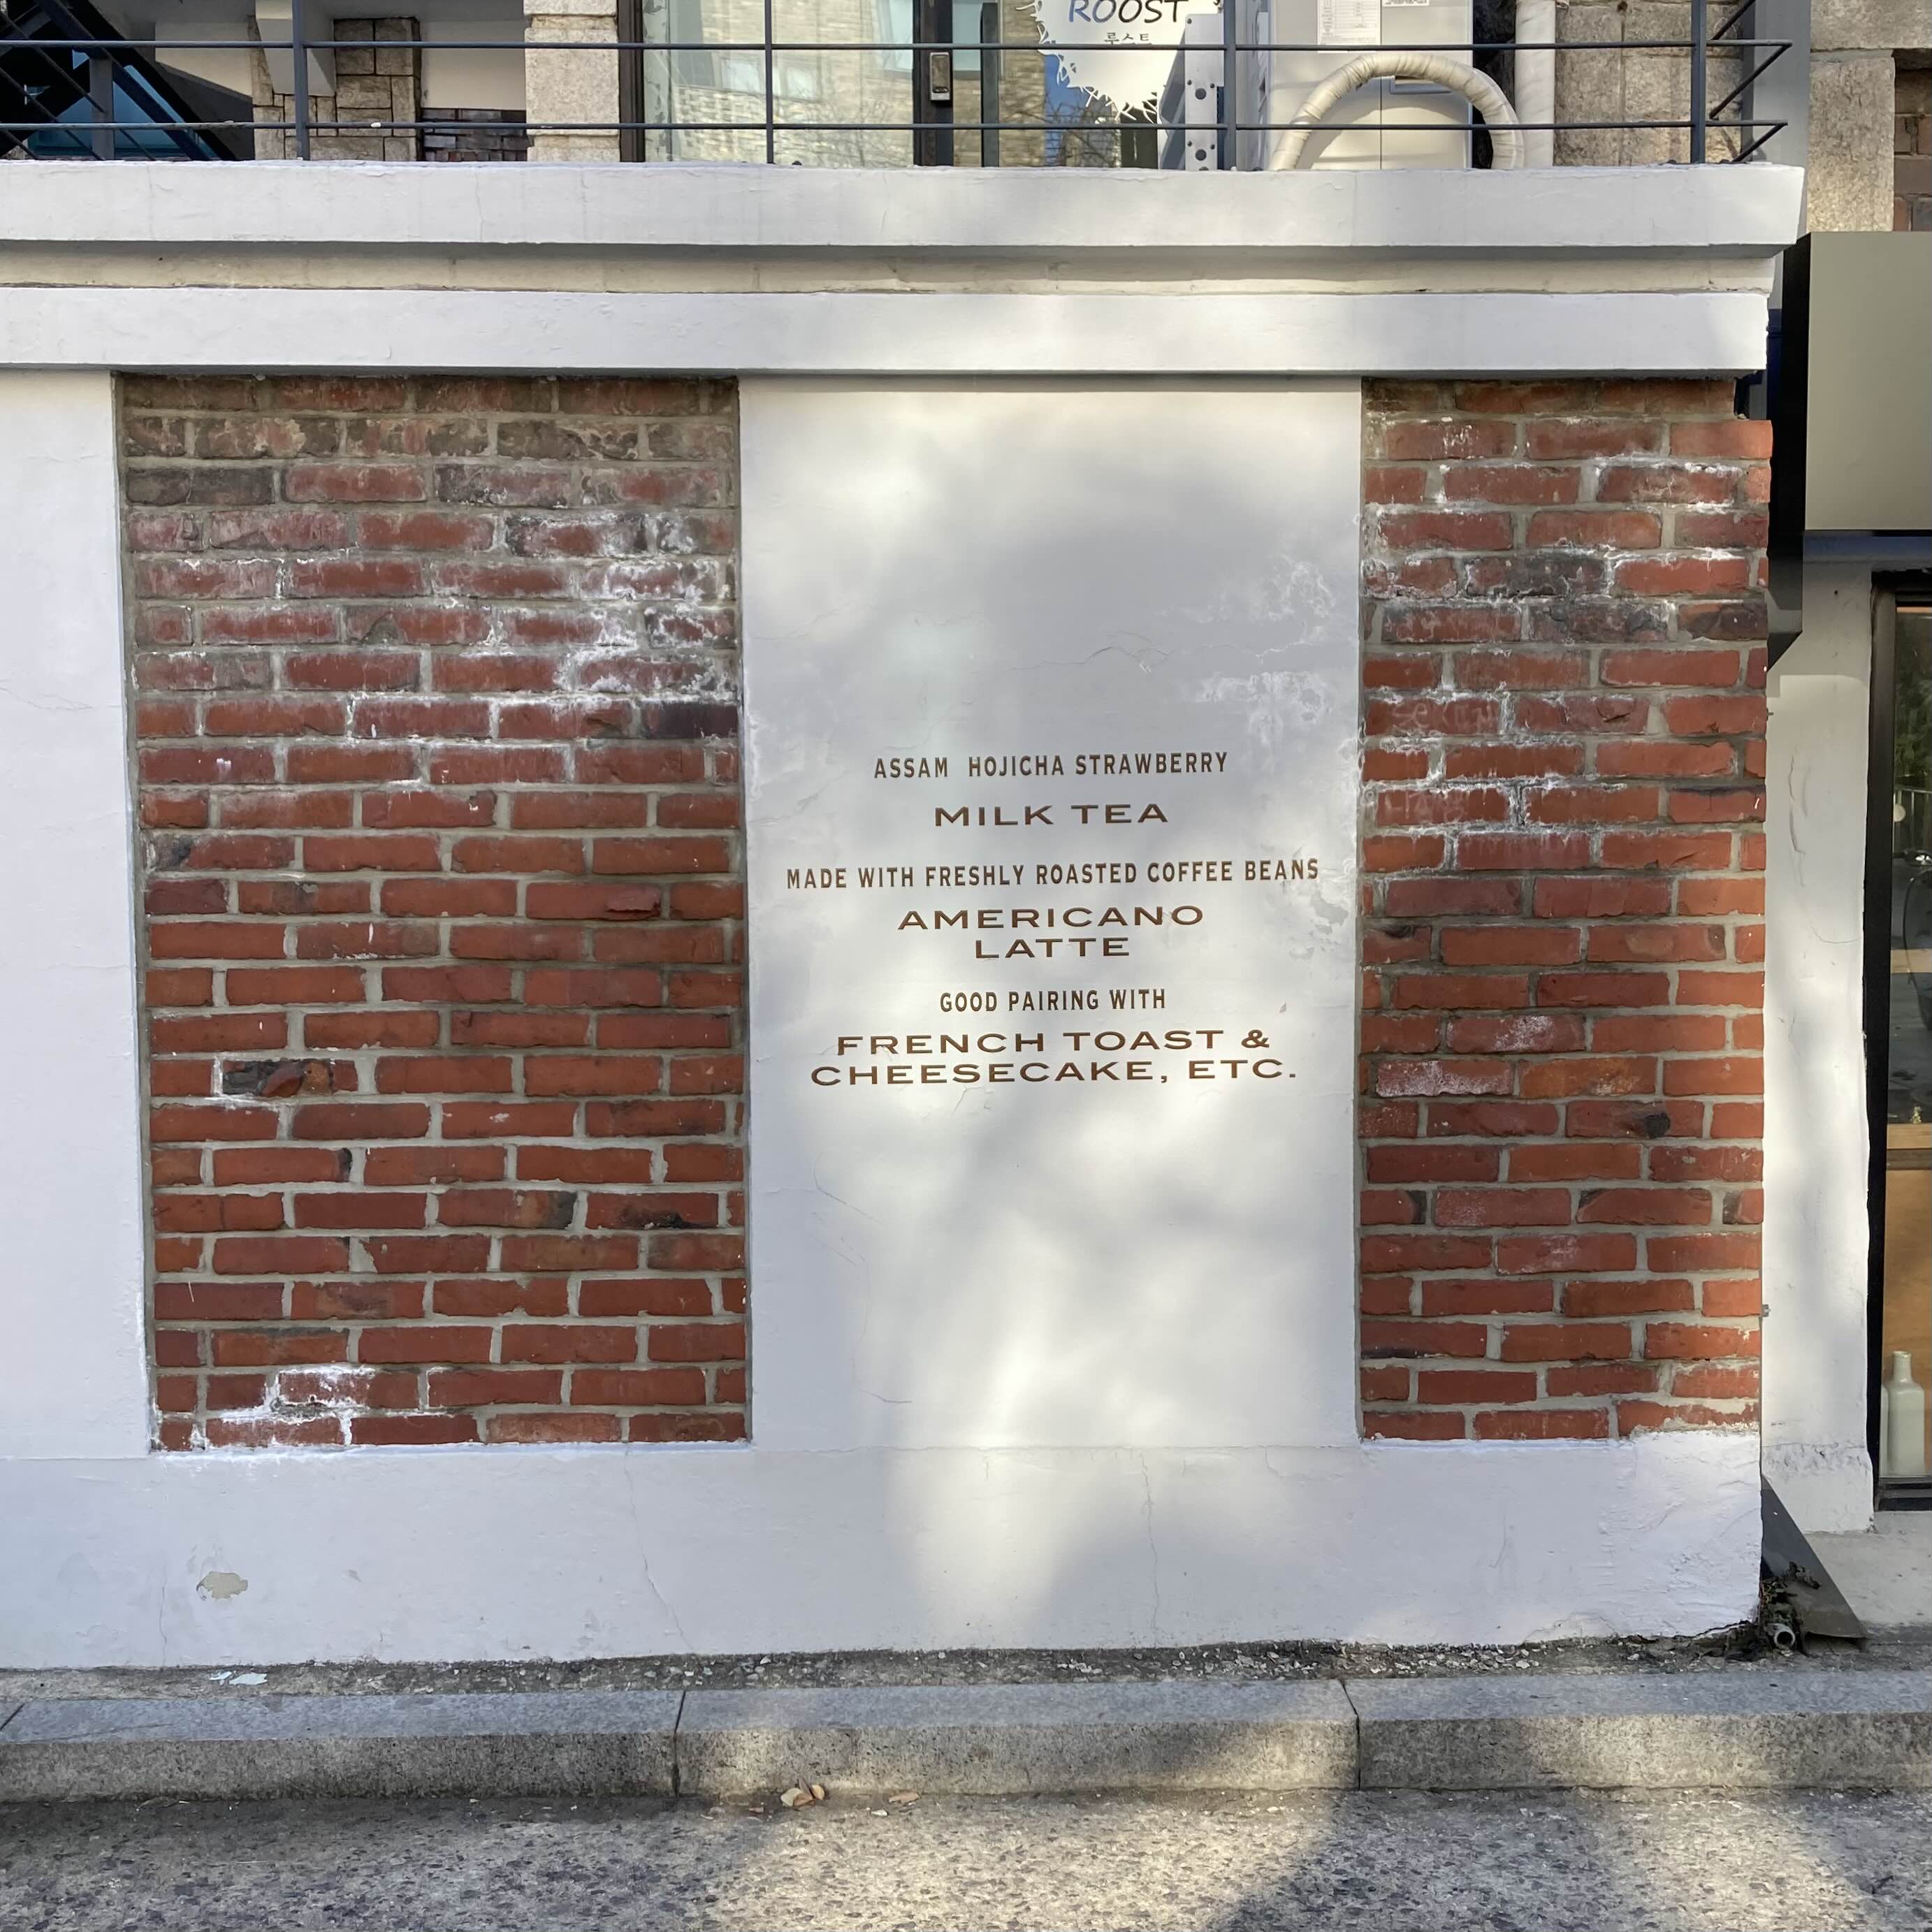 ROOST
루스트
ASSAM HOJICHA STRAWBERRY
MILK TEA
MADE WITH FRESHLY ROASTED COFFEE BEANS
AMERICANO
LATTE
GOOD PAIRING WITH
FRENCH TOAST &
CHEESECAKE, ETC.